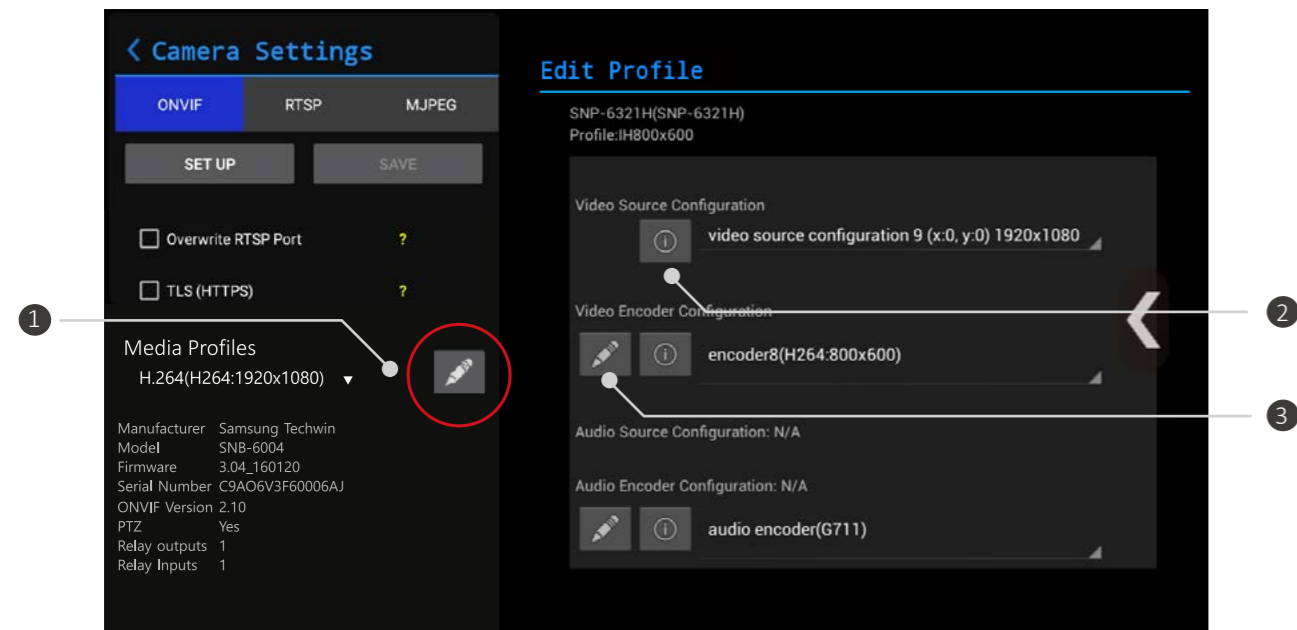 Camera Settings
ONVIF RTSP MJPEG
SET UP SAVE
Overwrite RTSP Port ?
TLS (HTTPS) ?
1
Media Profiles
H.264(H264:1920x1080)
Manufacturer Samsung Techwin
Model SNB-6004
Firmware 3.04_160120
Serial Number C9AO6V3F60006AJ
ONVIF Version 2.10
PTZ Yes
Relay outputs 1
Relay Inputs 1
Edit Profile
SNP-6321H(SNP-6321H)
Profile:IH800x600
Video Source Configuration
video source configuration 9 (x:0, y:0) 1920x1080
2
Video Encoder Configuration
encoder8(H264:800x600)
3
Audio Source Configuration: N/A
Audio Encoder Configuration: N/A
audio encoder(G711)